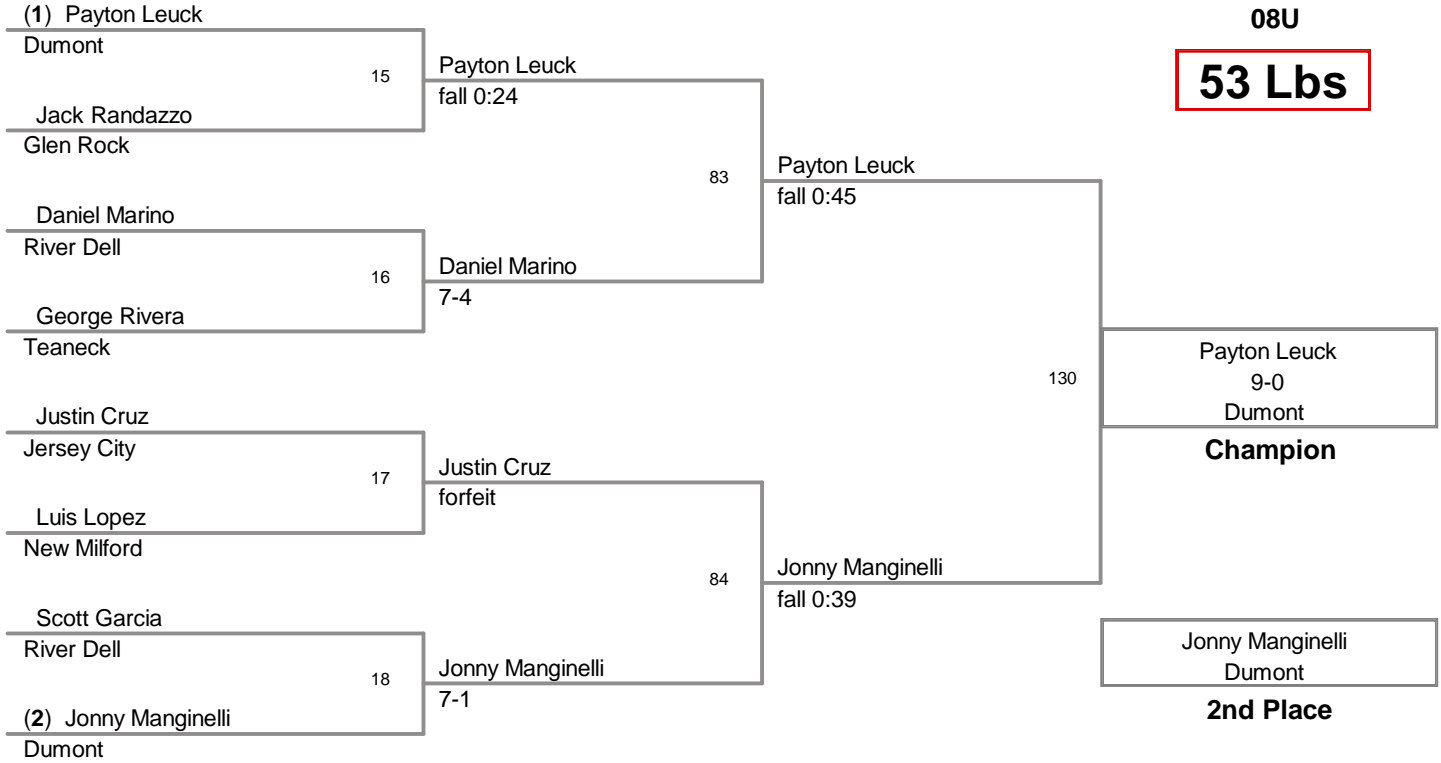 (1) Payton Leuck
Dumont
15
Jack Randazzo
Glen Rock
Payton Leuck
fall 0:24
Daniel Marino
River Dell
16
George Rivera
Teaneck
Daniel Marino
7-4
83
Payton Leuck
fall 0:45
Justin Cruz
Jersey City
17
Luis Lopez
New Milford
Justin Cruz
forfeit
Scott Garcia
River Dell
18
(2) Jonny Manginelli
Dumont
Jonny Manginelli
7-1
84
Jonny Manginelli
fall 0:39
130
08U
53 Lbs
Payton Leuck
9-0
Dumont
Champion
Jonny Manginelli
Dumont
2nd Place